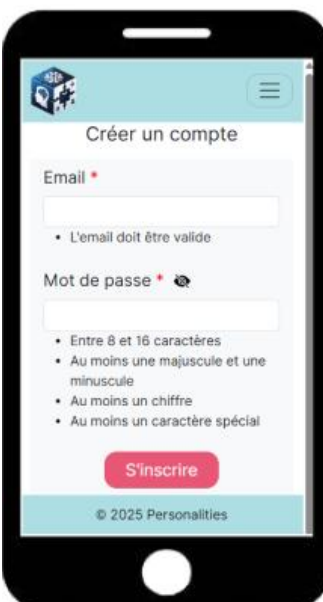 Créer un compte
Email *
• L'email doit être valide
Mot de passe *
• Entre 8 et 16 caractères
• Au moins une majuscule et une
minuscule
• Au moins un chiffre
• Au moins un caractère spécial
S'inscrire
© 2025 Personalities